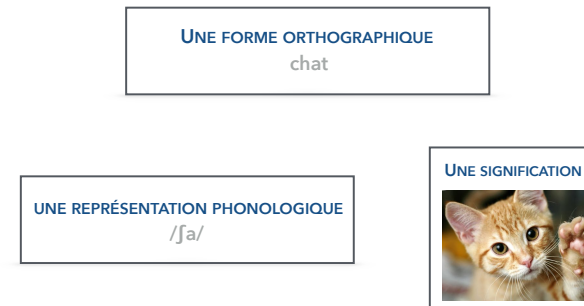 UNE FORME ORTHOGRAPHIQUE
chat
UNE SIGNIFICATION
UNE REPRÉSENTATION PHONOLOGIQUE
/ʃa/